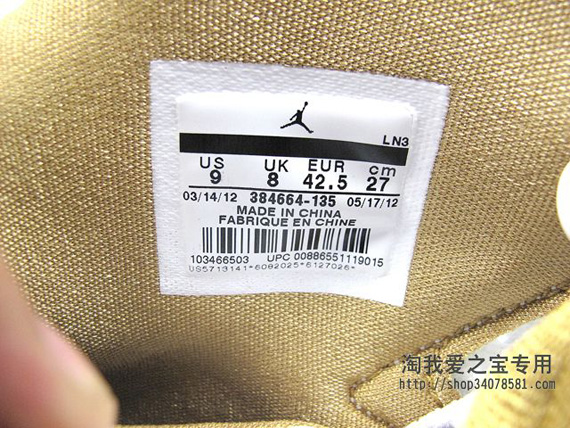 LN3
US UK EUR cm
9 8 42.5 27
03/14/12 384664-135 05/17/12
MADE IN CHINA
FABRIQUE EN CHINE
103466503 UPC 00886551119015
US5713141*6082025*6127026*
淘我爱之宝专用
http://shop34078581.com